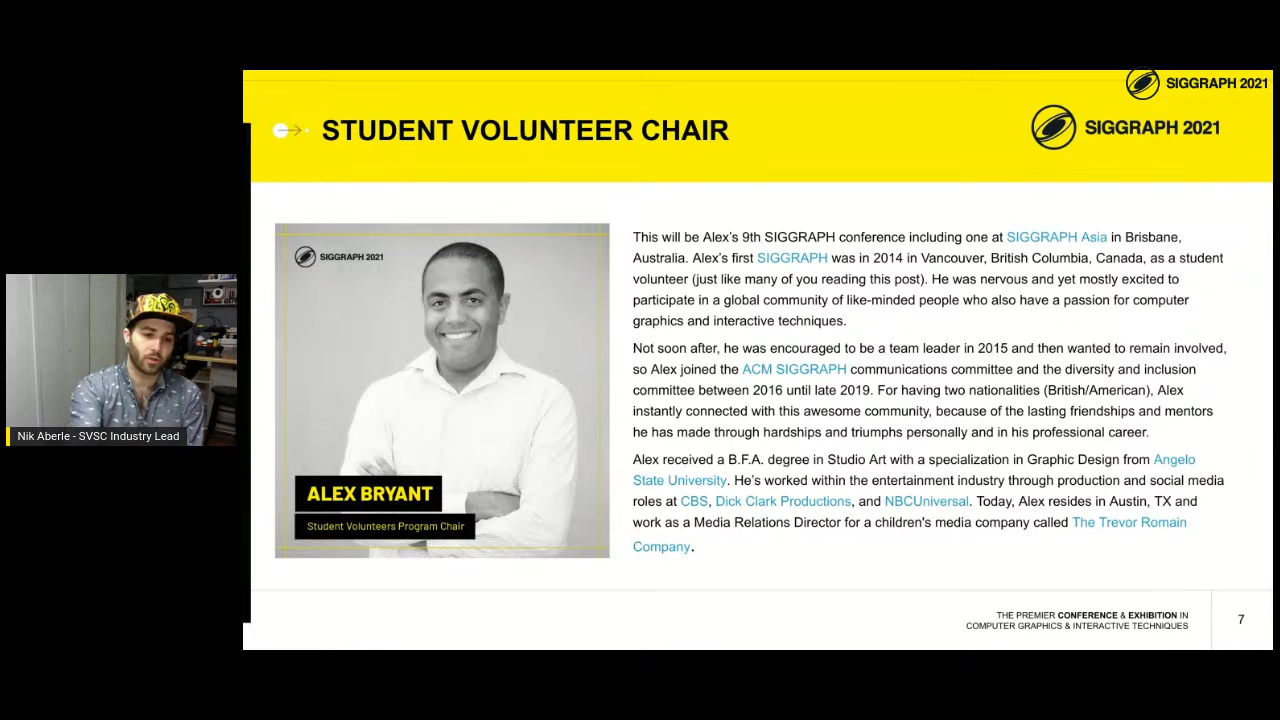 SIGGRAPH 2021
STUDENT VOLUNTEER CHAIR
SIGGRAPH 2021
SIGGRAPH 2021
ALEX BRYANT
Student Volunteers Program Chair
This will be Alex’s 9th SIGGRAPH conference including one at SIGGRAPH Asia in Brisbane,
Australia. Alex’s first SIGGRAPH was in 2014 in Vancouver, British Columbia, Canada, as a student
volunteer (just like many of you reading this post). He was nervous and yet mostly excited to
participate in a global community of like-minded people who also have a passion for computer
graphics and interactive techniques.
Not soon after, he was encouraged to be a team leader in 2015 and then wanted to remain involved,
so Alex joined the ACM SIGGRAPH communications committee and the diversity and inclusion
committee between 2016 until late 2019. For having two nationalities (British/American), Alex
instantly connected with this awesome community, because of the lasting friendships and mentors
he has made through hardships and triumphs personally and in his professional career.
Alex received a B.F.A. degree in Studio Art with a specialization in Graphic Design from Angelo
State University. He’s worked within the entertainment industry through production and social media
roles at CBS, Dick Clark Productions, and NBCUniversal. Today, Alex resides in Austin, TX and
work as a Media Relations Director for a children's media company called The Trevor Romain
Company.
Nik Aberle - SVSC Industry Lead
THE PREMIER CONFERENCE & EXHIBITION IN
COMPUTER GRAPHICS & INTERACTIVE TECHNIQUES
7